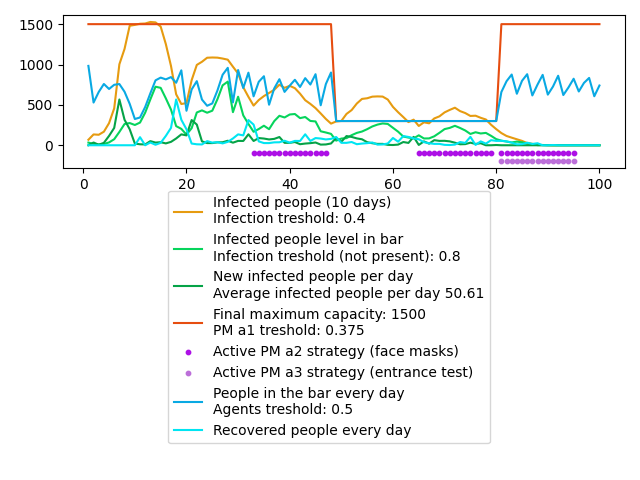 1500
1000
500
0
0 20 40 60 80 100
Infected people (10 days)
Infection treshold: 0.4
Infected people level in bar
Infection treshold (not present): 0.8
New infected people per day
Average infected people per day 50.61
Final maximum capacity: 1500
PM a1 treshold: 0.375
Active PM a2 strategy (face masks)
Active PM a3 strategy (entrance test)
People in the bar every day
Agents treshold: 0.5
Recovered people every day